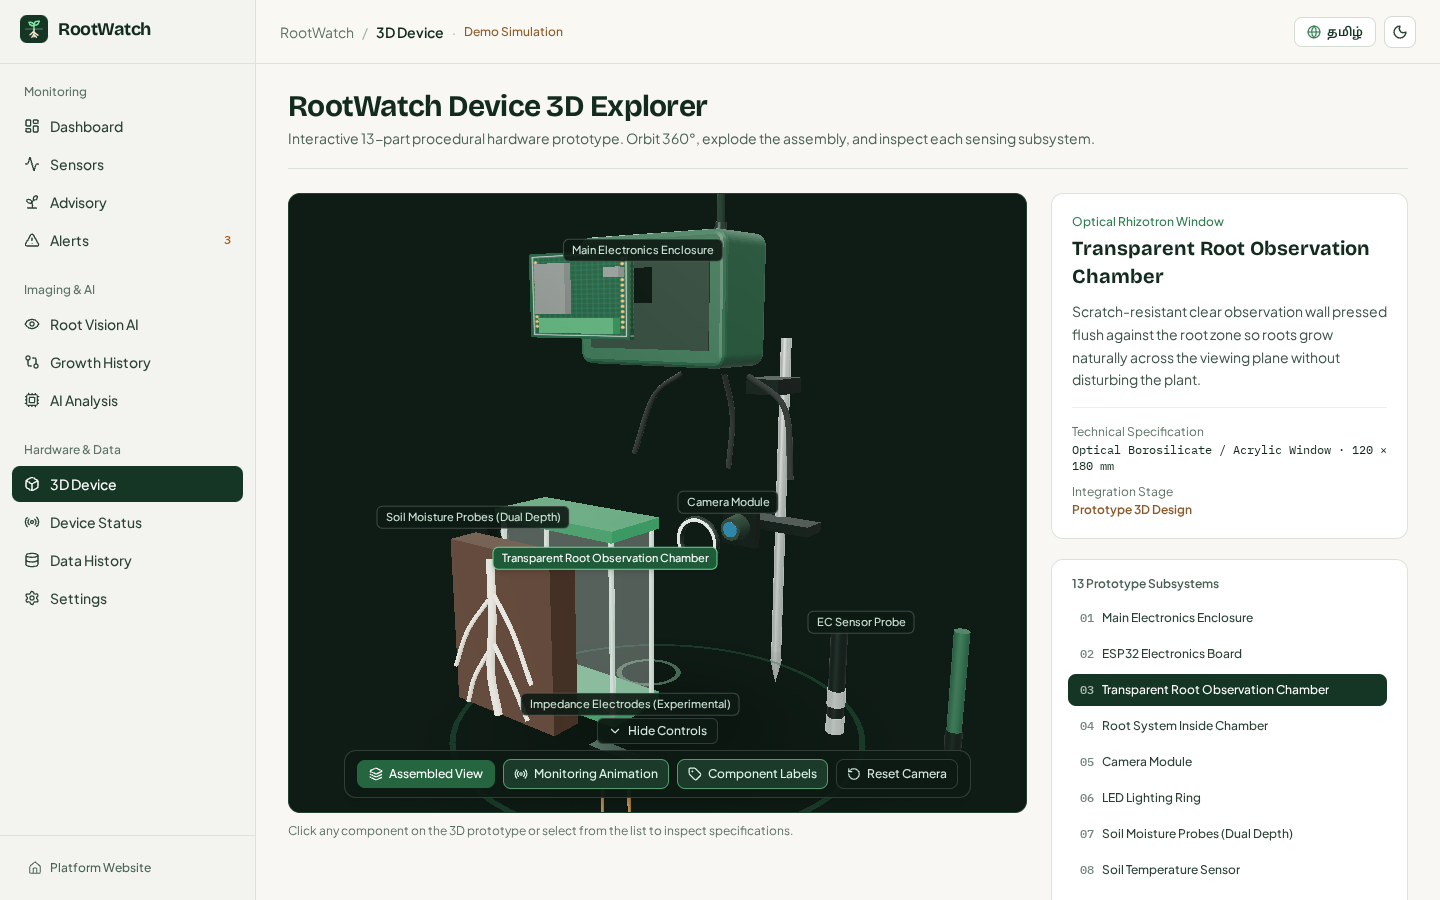 RootWatch
Monitoring
Dashboard
Sensors
Advisory
Alerts 3
Imaging & AI
Root Vision AI
Growth History
AI Analysis
Hardware & Data
3D Device
Device Status
Data History
Settings
Platform Website
RootWatch / 3D Device · Demo Simulation
தமிழ்
RootWatch Device 3D Explorer
Interactive 13-part procedural hardware prototype. Orbit 360°, explode the assembly, and inspect each sensing subsystem.
Main Electronics Enclosure
Camera Module
Soil Moisture Probes (Dual Depth)
Transparent Root Observation Chamber
EC Sensor Probe
Impedance Electrodes (Experimental)
Hide Controls
Assembled View
Monitoring Animation
Component Labels
Reset Camera
Click any component on the 3D prototype or select from the list to inspect specifications.
Optical Rhizotron Window
Transparent Root Observation
Chamber
Scratch-resistant clear observation wall pressed
flush against the root zone so roots grow
naturally across the viewing plane without
disturbing the plant.
Technical Specification
Optical Borosilicate / Acrylic Window · 120 ×
180 mm
Integration Stage
Prototype 3D Design
13 Prototype Subsystems
01 Main Electronics Enclosure
02 ESP32 Electronics Board
03 Transparent Root Observation Chamber
04 Root System Inside Chamber
05 Camera Module
06 LED Lighting Ring
07 Soil Moisture Probes (Dual Depth)
08 Soil Temperature Sensor